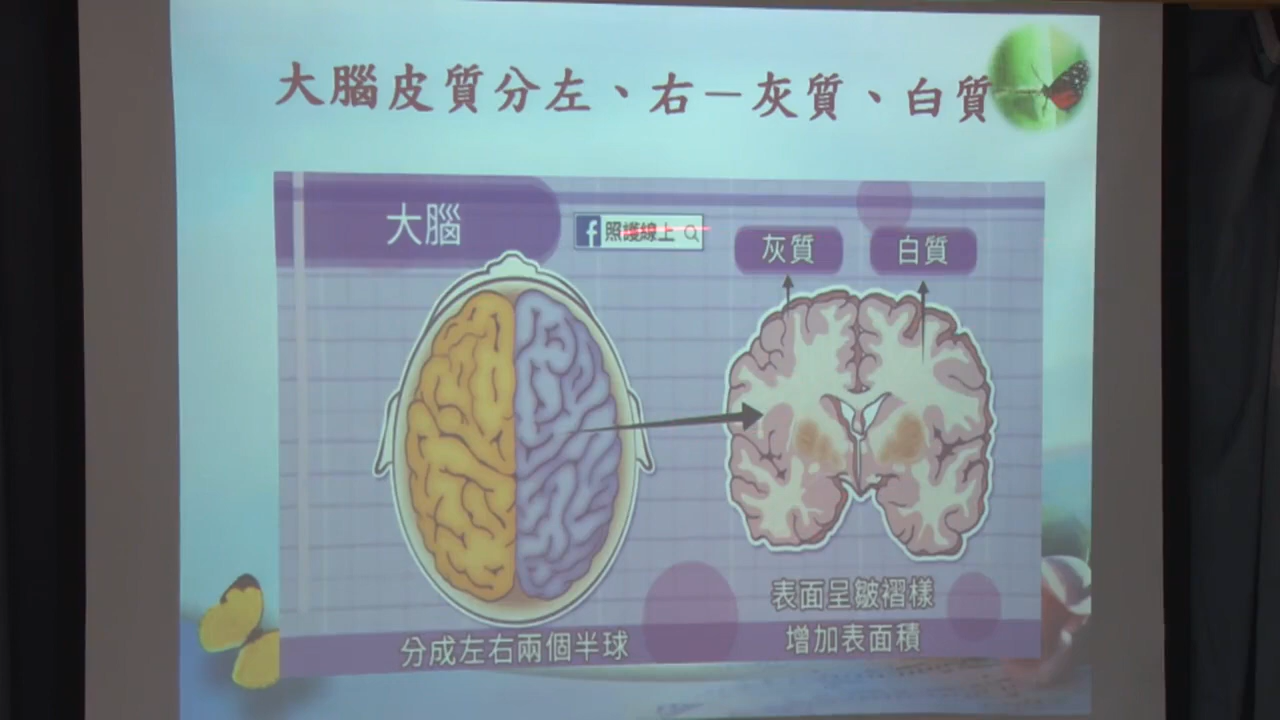 大腦皮質分左、右－灰質、白質
大腦
照護線上
灰質
白質
表面呈皺褶樣
增加表面積
分成左右兩個半球